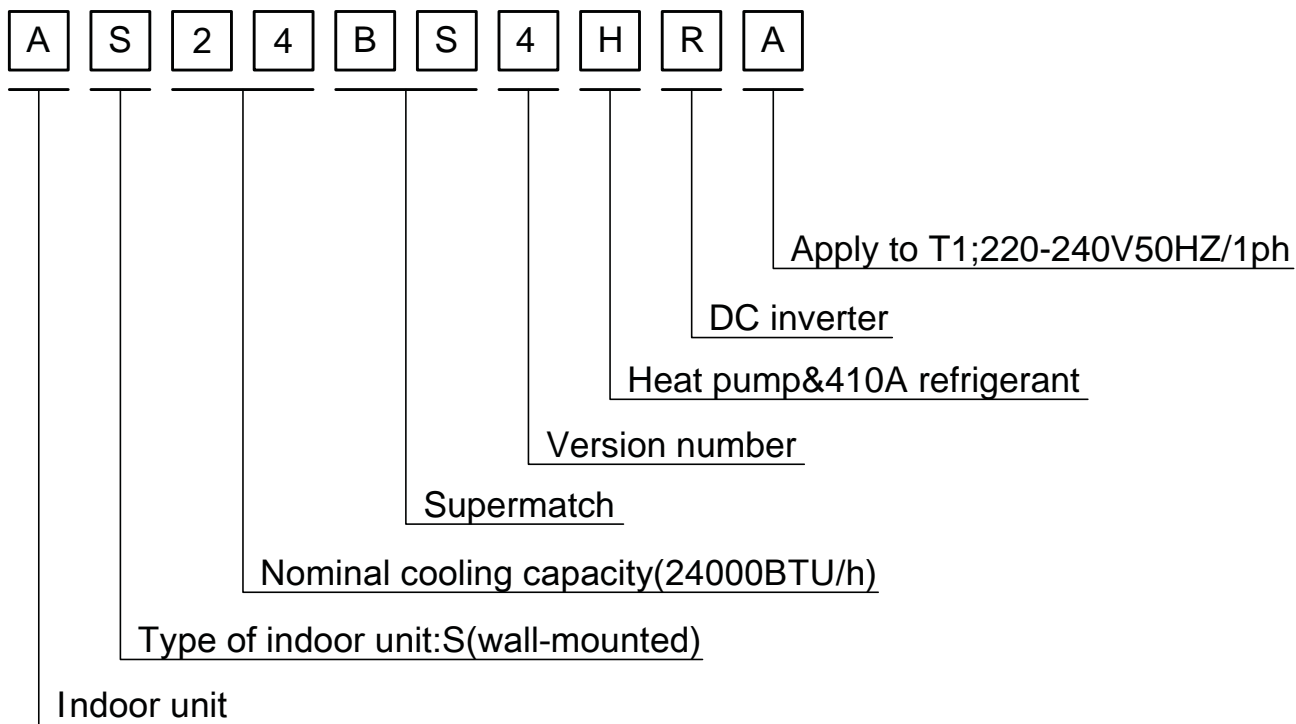 A S 2 4 B S 4 H R A
Apply to T1;220-240V50HZ/1ph
DC inverter
Heat pump&410A refrigerant
Version number
Supermatch
Nominal cooling capacity(24000BTU/h)
Type of indoor unit:S(wall-mounted)
Indoor unit